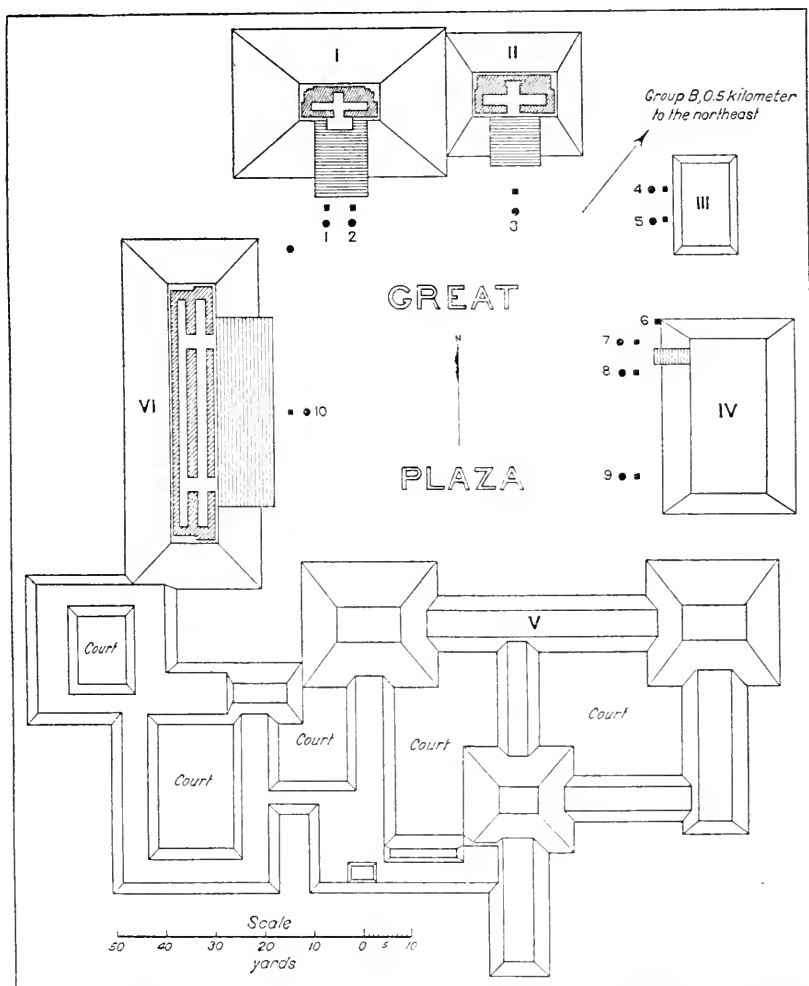 I
II
Group B, 0.5 kilometer
to the northeast
III
4
5
1 2
3
GREAT
N
6
7
8
IV
VI
10
PLAZA
9
V
Court
Court
Court
Court
Court
Scale
50 40 30 20 10 0 5 10
yards